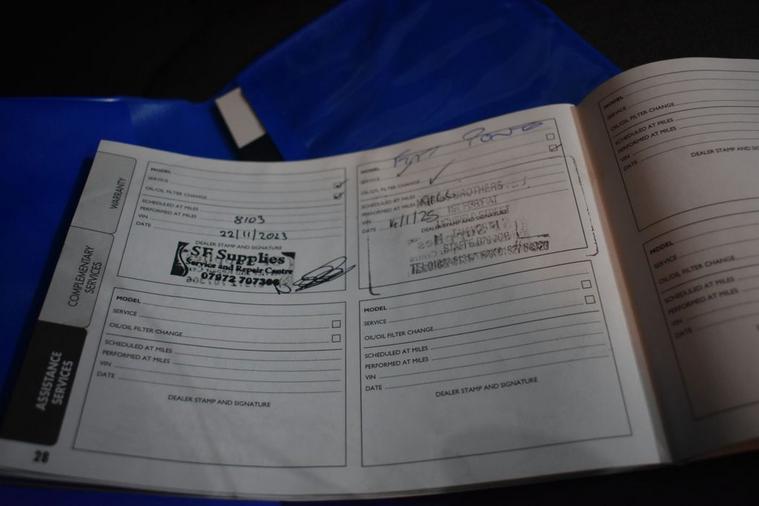 WARRANTY
COMPLEMENTARY
SERVICES
ASSISTANCE
SERVICES
28
MODEL
SERVICE
OIL/OIL FILTER CHANGE
SCHEDULED AT MILES
PERFORMED AT MILES
8103
VIN
22/11/2023
DATE
DEALER STAMP AND SIGNATURE
SF Supplies
Service and Repair Centre
07972 707300
MODEL
SERVICE
OIL/OIL FILTER CHANGE
SCHEDULED AT MILES
PERFORMED AT MILES
VIN
DATE
DEALER STAMP AND SIGNATURE
MODEL
SERVICE
OIL/OIL FILTER CHANGE
SCHEDULED AT MILES
PERFORMED AT MILES
VIN
DATE
DEALER STAMP AND SIGNATURE
MODEL
SERVICE
OIL/OIL FILTER CHANGE
SCHEDULED AT MILES
PERFORMED AT MILES
VIN
DATE
DEALER STAMP AND SIGNATURE
MODEL
SERVICE
OIL/OIL FILTER CHANGE
SCHEDULED AT MILES
PERFORMED AT MILES
VIN
DATE
DEALER STAMP AND SI
MODEL
SERVICE
OIL/OIL FILTER CHANGE
SCHEDULED AT MILES
PERFORMED AT MILES
VIN
DATE